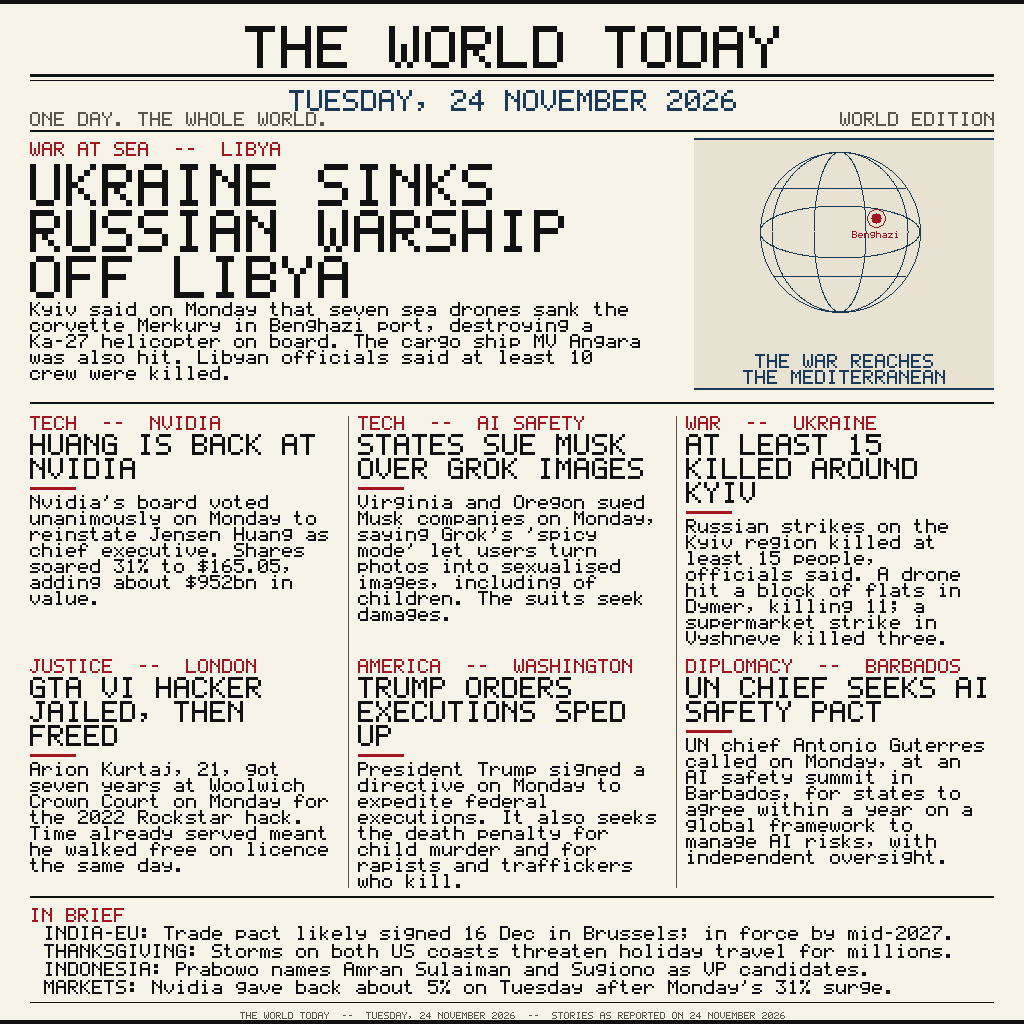 THE WORLD TODAY
TUESDAY, 24 NOVEMBER 2026
ONE DAY. THE WHOLE WORLD.
WORLD EDITION
WAR AT SEA -- LIBYA
UKRAINE SINKS
RUSSIAN WARSHIP
OFF LIBYA
Kyiv said on Monday that seven sea drones sank the
corvette Merkury in Benghazi port, destroying a
Ka-27 helicopter on board. The cargo ship MV Angara
was also hit. Libyan officials said at least 10
crew were killed.
Benghazi
THE WAR REACHES
THE MEDITERRANEAN
TECH -- NVIDIA
HUANG IS BACK AT
NVIDIA
Nvidia's board voted
unanimously on Monday to
reinstate Jensen Huang as
chief executive. Shares
soared 31% to $165.05,
adding about $952bn in
value.
TECH -- AI SAFETY
STATES SUE MUSK
OVER GROK IMAGES
Virginia and Oregon sued
Musk companies on Monday,
saying Grok's 'spicy
mode' let users turn
photos into sexualised
images, including of
children. The suits seek
damages.
WAR -- UKRAINE
AT LEAST 15
KILLED AROUND
KYIV
Russian strikes on the
Kyiv region killed at
least 15 people,
officials said. A drone
hit a block of flats in
Dymer, killing 11; a
supermarket strike in
Vyshneve killed three.
JUSTICE -- LONDON
GTA VI HACKER
JAILED, THEN
FREED
Arion Kurtaj, 21, got
seven years at Woolwich
Crown Court on Monday for
the 2022 Rockstar hack.
Time already served meant
he walked free on licence
the same day.
AMERICA -- WASHINGTON
TRUMP ORDERS
EXECUTIONS SPED
UP
President Trump signed a
directive on Monday to
expedite federal
executions. It also seeks
the death penalty for
child murder and for
rapists and traffickers
who kill.
DIPLOMACY -- BARBADOS
UN CHIEF SEEKS AI
SAFETY PACT
UN chief Antonio Guterres
called on Monday, at an
AI safety summit in
Barbados, for states to
agree within a year on a
global framework to
manage AI risks, with
independent oversight.
IN BRIEF
INDIA-EU: Trade pact likely signed 16 Dec in Brussels; in force by mid-2027.
THANKSGIVING: Storms on both US coasts threaten holiday travel for millions.
INDONESIA: Prabowo names Amran Sulaiman and Sugiono as VP candidates.
MARKETS: Nvidia gave back about 5% on Tuesday after Monday's 31% surge.
THE WORLD TODAY -- TUESDAY, 24 NOVEMBER 2026 -- STORIES AS REPORTED ON 24 NOVEMBER 2026